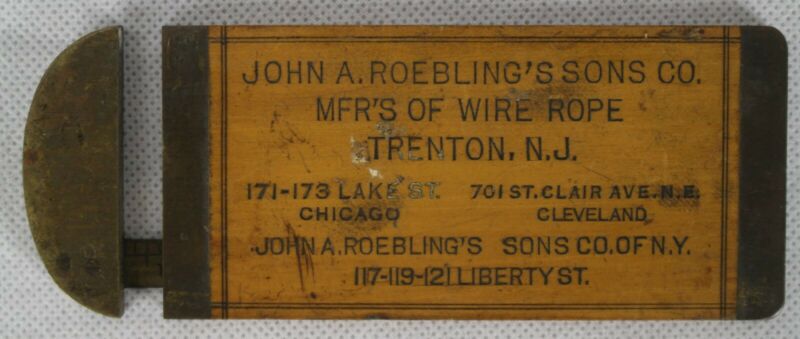 JOHN A. ROEBLING'S SONS CO.
MFR'S OF WIRE ROPE
TRENTON, N.J.
171-173 LAKE ST. 701 ST. CLAIR AVE. N.E.
CHICAGO CLEVELAND
JOHN A. ROEBLING'S SONS CO. OF N.Y.
117-119-121 LIBERTY ST.